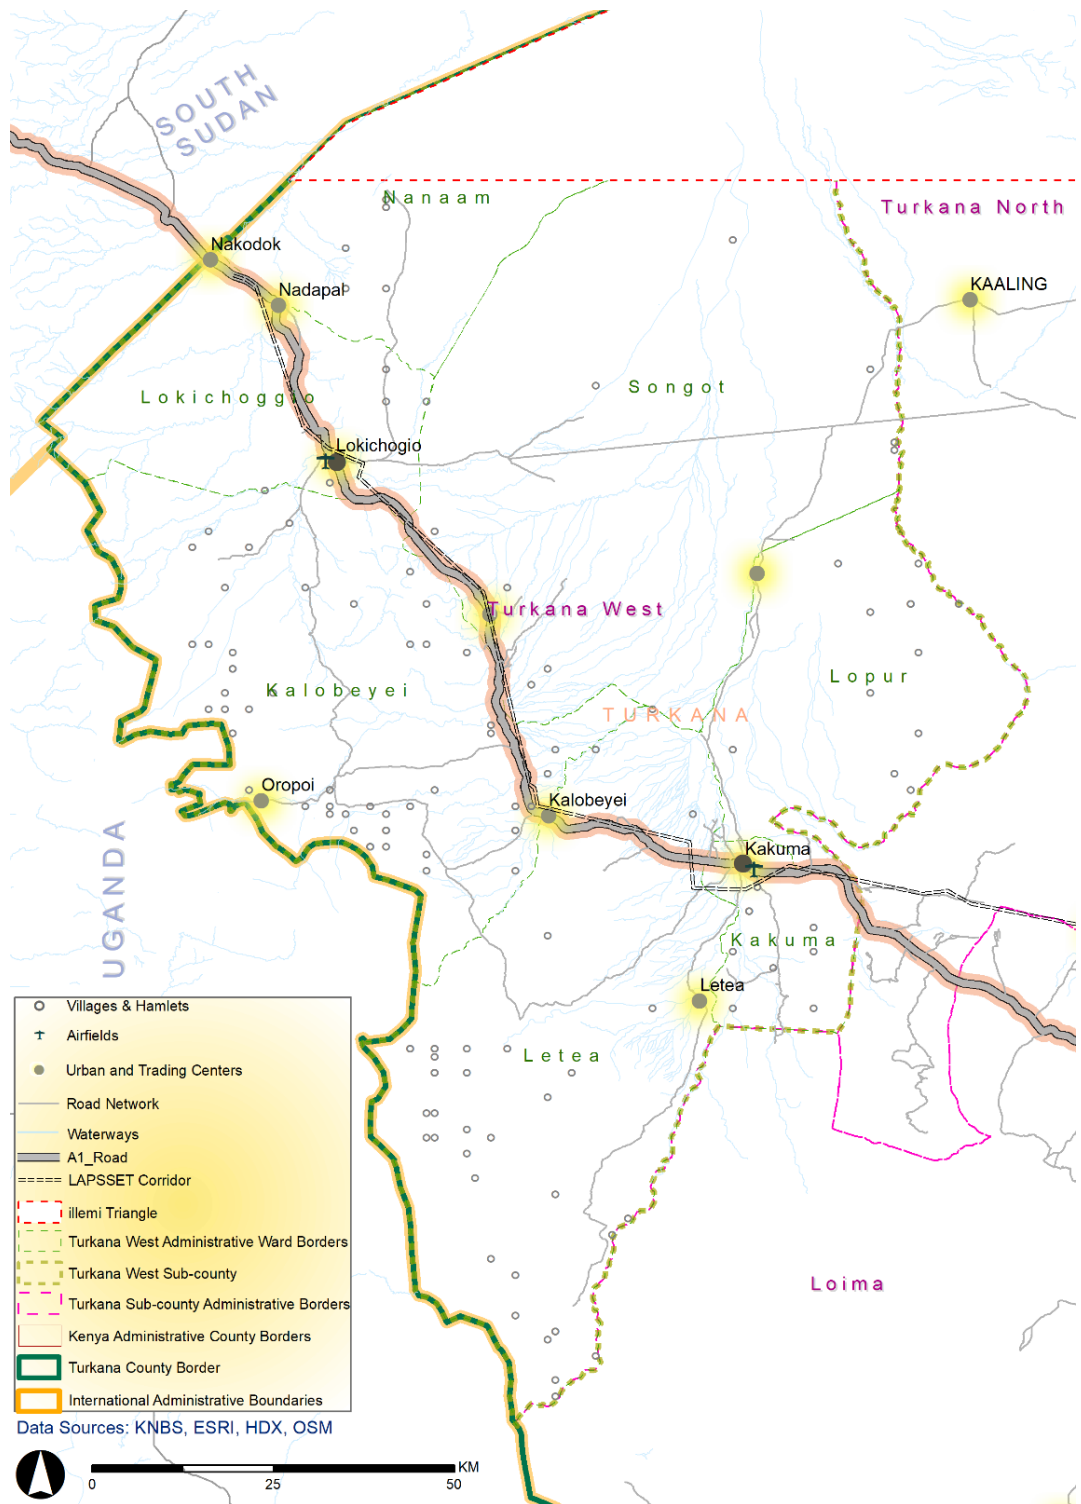 SOUTH
SUDAN
Nanaam
Turkana North
Nakodok
KAALING
Nadapal
Songot
Lokichoggio
Lokichogio
Turkana West
Lopur
Kalobeyei
TURKANA
Oropoi
Kalobeyei
UGANDA
Kakuma
Kakuma
Letea
Letea
Loima
Villages & Hamlets
Airfields
Urban and Trading Centers
Road Network
Waterways
A1_Road
LAPSSET Corridor
illemi Triangle
Turkana West Administrative Ward Borders
Turkana West Sub-county
Turkana Sub-county Administrative Borders
Kenya Administrative County Borders
Turkana County Border
International Administrative Boundaries
Data Sources: KNBS, ESRI, HDX, OSM
KM
0 25 50